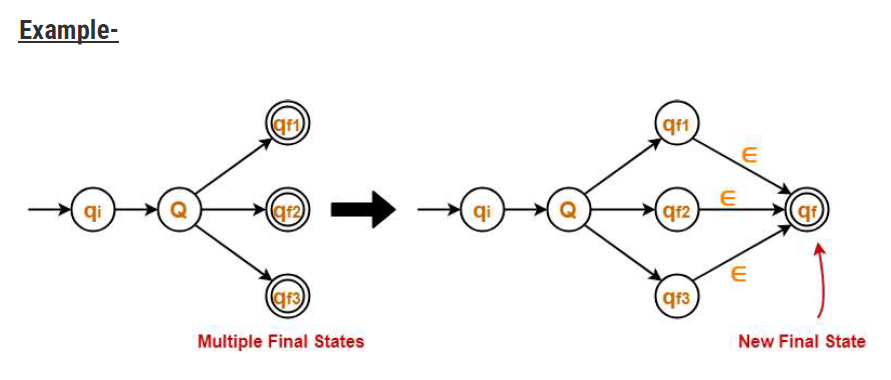 Example-
qf1
qi
Q
qf2
qf3
Multiple Final States
qf1
∈
qi
Q
qf2
∈
qf
∈
qf3
New Final State